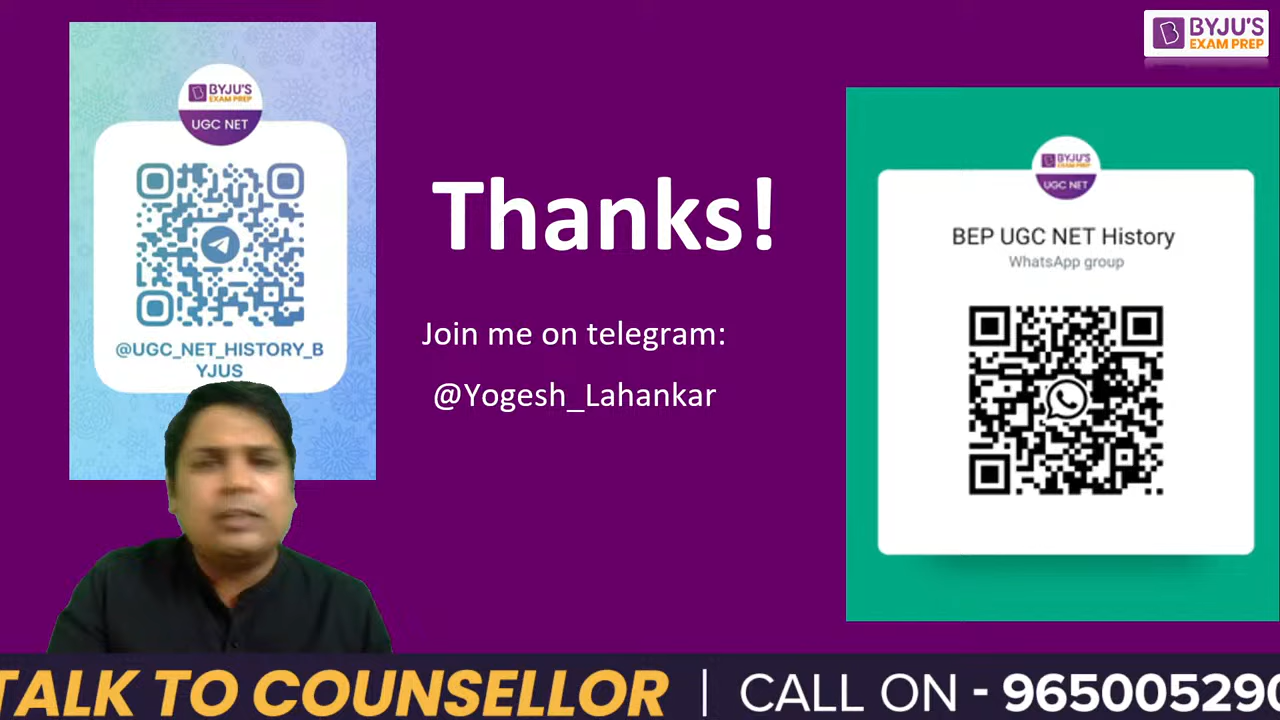 BYJU'S
EXAM PREP
BYJU'S
EXAM PREP
UGC NET
@UGC_NET_HISTORY_B
YJUS
Thanks!
Join me on telegram:
@Yogesh_Lahankar
BYJU'S
EXAM PREP
UGC NET
BEP UGC NET History
WhatsApp group
TALK TO COUNSELLOR | CALL ON - 965005290